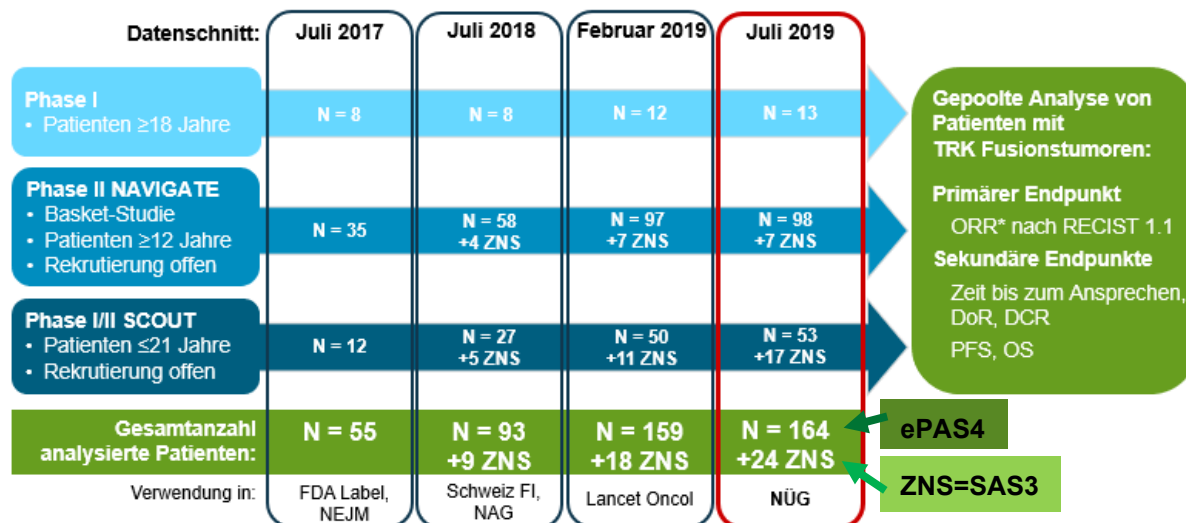 Datenschnitt:
Juli 2017
Juli 2018
Februar 2019
Juli 2019
Phase I
• Patienten ≥18 Jahre
N = 8
N = 8
N = 12
N = 13
Phase II NAVIGATE
• Basket-Studie
• Patienten ≥12 Jahre
• Rekrutierung offen
N = 35
N = 58
+4 ZNS
N = 97
+7 ZNS
N = 98
+7 ZNS
Phase I/II SCOUT
• Patienten ≤21 Jahre
• Rekrutierung offen
N = 12
N = 27
+5 ZNS
N = 50
+11 ZNS
N = 53
+17 ZNS
Gesamtanzahl
analysierte Patienten:
N = 55
N = 93
+9 ZNS
N = 159
+18 ZNS
N = 164
+24 ZNS
Verwendung in:
FDA Label,
NEJM
Schweiz FI,
NAG
Lancet Oncol
NÜG
Gepoolte Analyse von
Patienten mit
TRK Fusionstumoren:
Primärer Endpunkt
ORR* nach RECIST 1.1
Sekundäre Endpunkte
Zeit bis zum Ansprechen,
DoR, DCR
PFS, OS
ePAS4
ZNS=SAS3